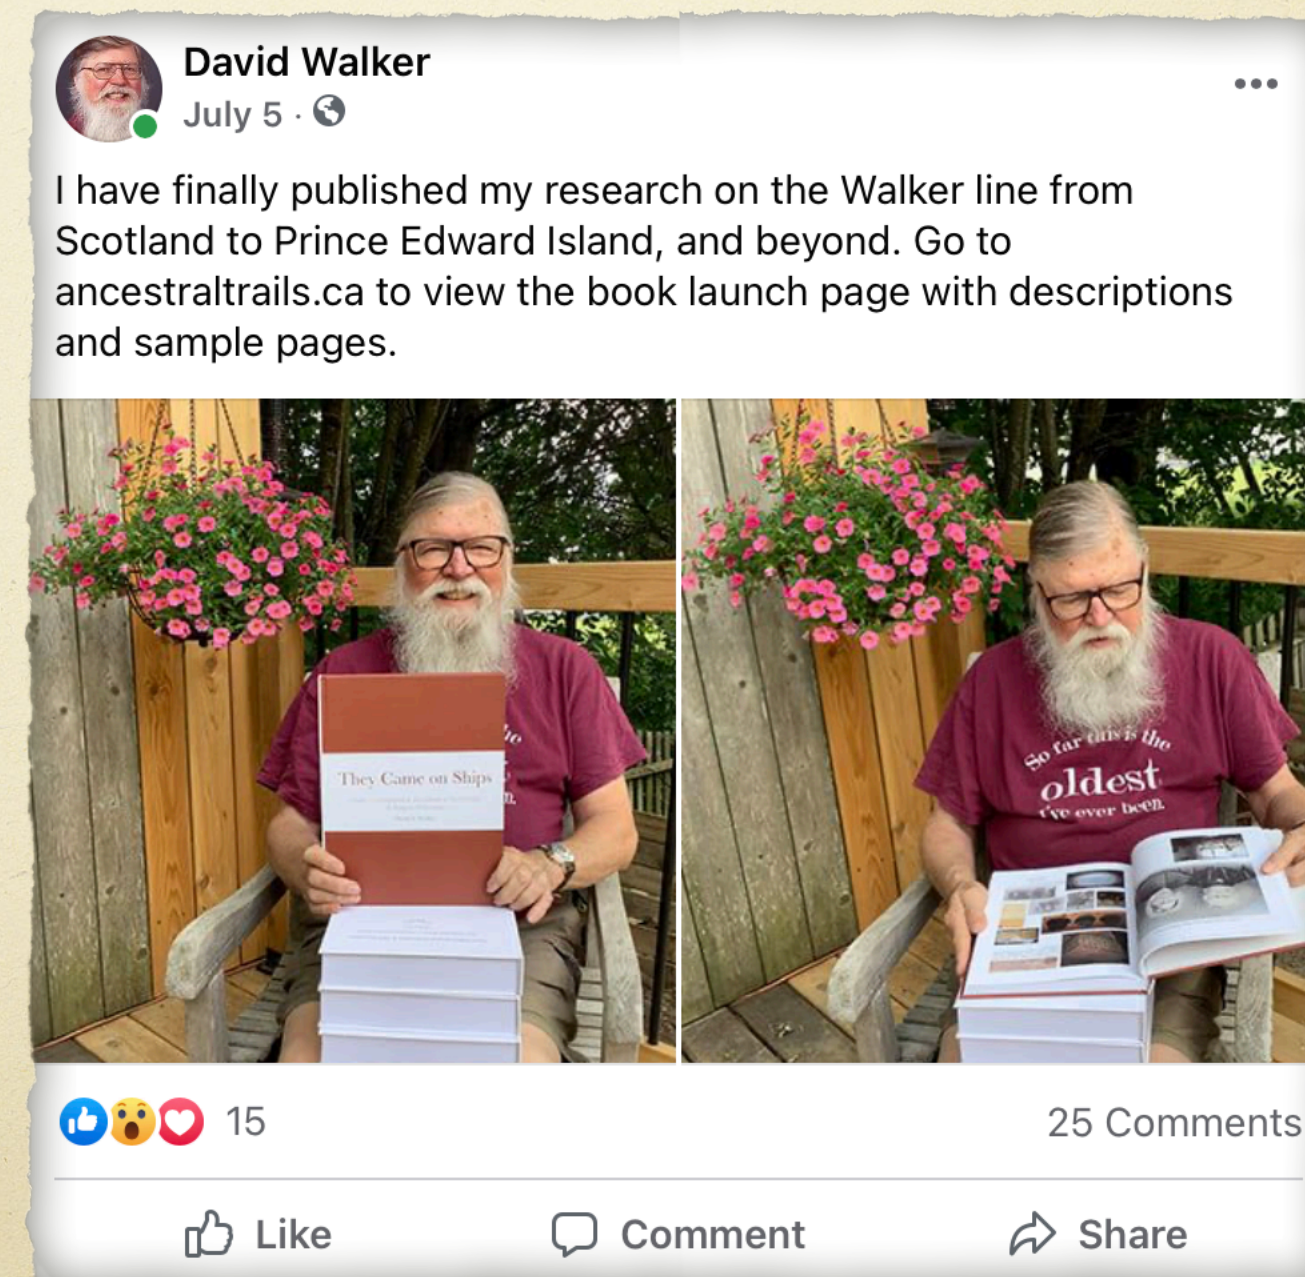 David Walker
July 5 ·
I have finally published my research on the Walker line from
Scotland to Prince Edward Island, and beyond. Go to
ancestraltrails.ca to view the book launch page with descriptions
and sample pages.
he
They Came on Ships
n.
So far this is the
oldest
I've ever been.
15
25 Comments
Like
Comment
Share